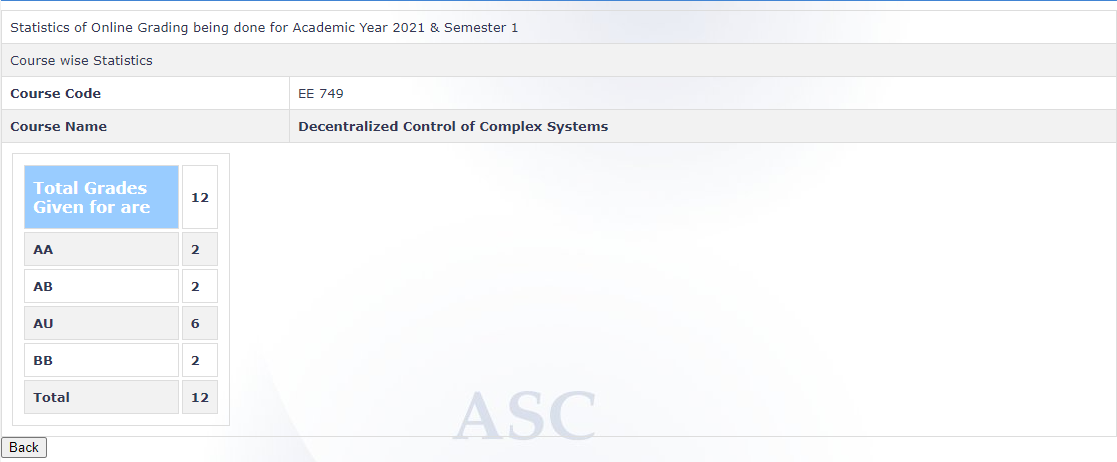 Statistics of Online Grading being done for Academic Year 2021 & Semester 1
Course wise Statistics
Course Code EE 749
Course Name Decentralized Control of Complex Systems
Total Grades
Given for are 12
AA 2
AB 2
AU 6
BB 2
Total 12
ASC
Back